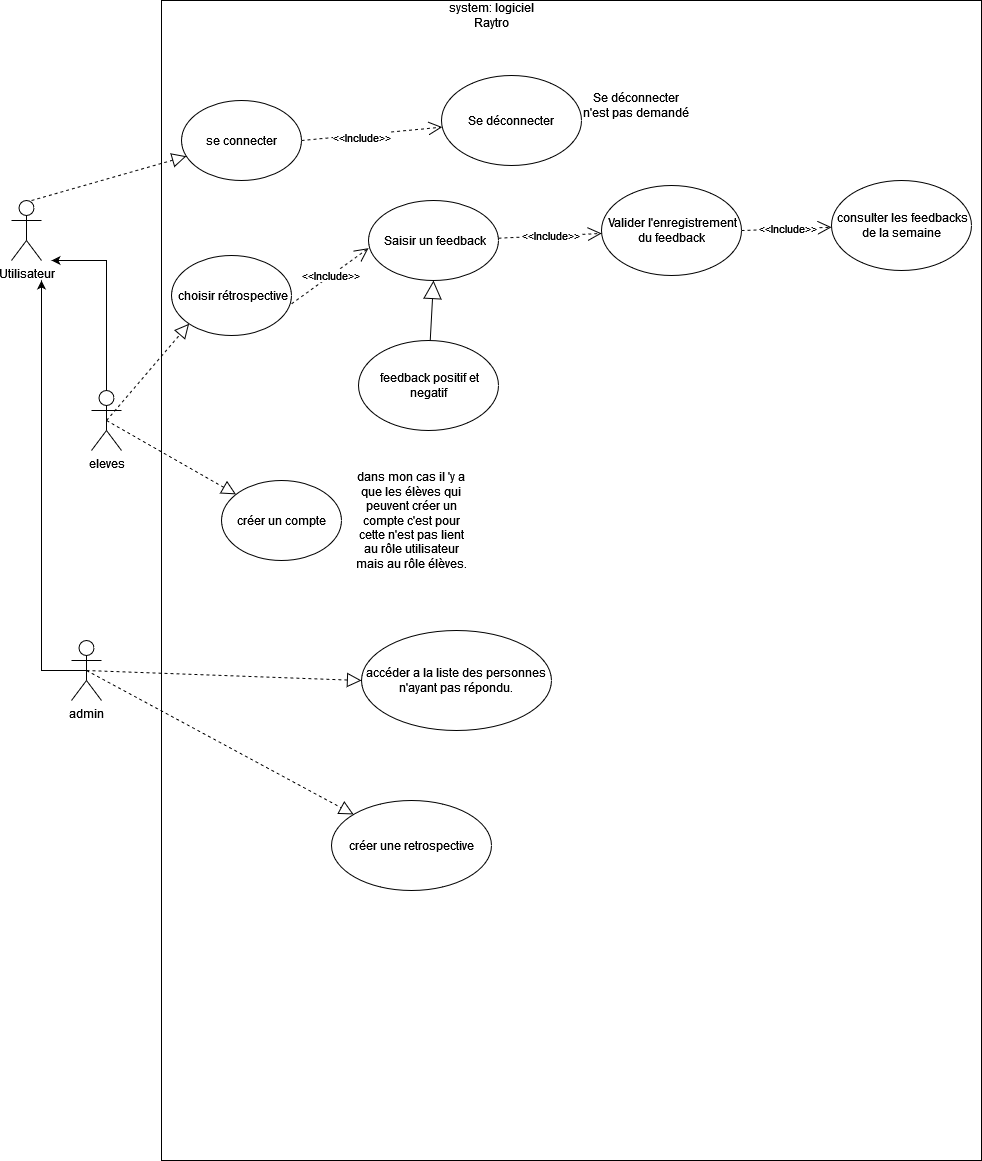 system: logiciel
Raytro
se connecter
<<Include>>
Se déconnecter
Se déconnecter
n'est pas demandé
Utilisateur
choisir rétrospective
<<Include>>
Saisir un feedback
<<Include>>
Valider l'enregistrement
du feedback
<<Include>>
consulter les feedbacks
de la semaine
feedback positif et
negatif
eleves
créer un compte
dans mon cas il 'y a
que les élèves qui
peuvent créer un
compte c'est pour
cette n'est pas lient
au rôle utilisateur
mais au rôle élèves.
admin
accéder a la liste des personnes
n'ayant pas répondu.
créer une retrospective